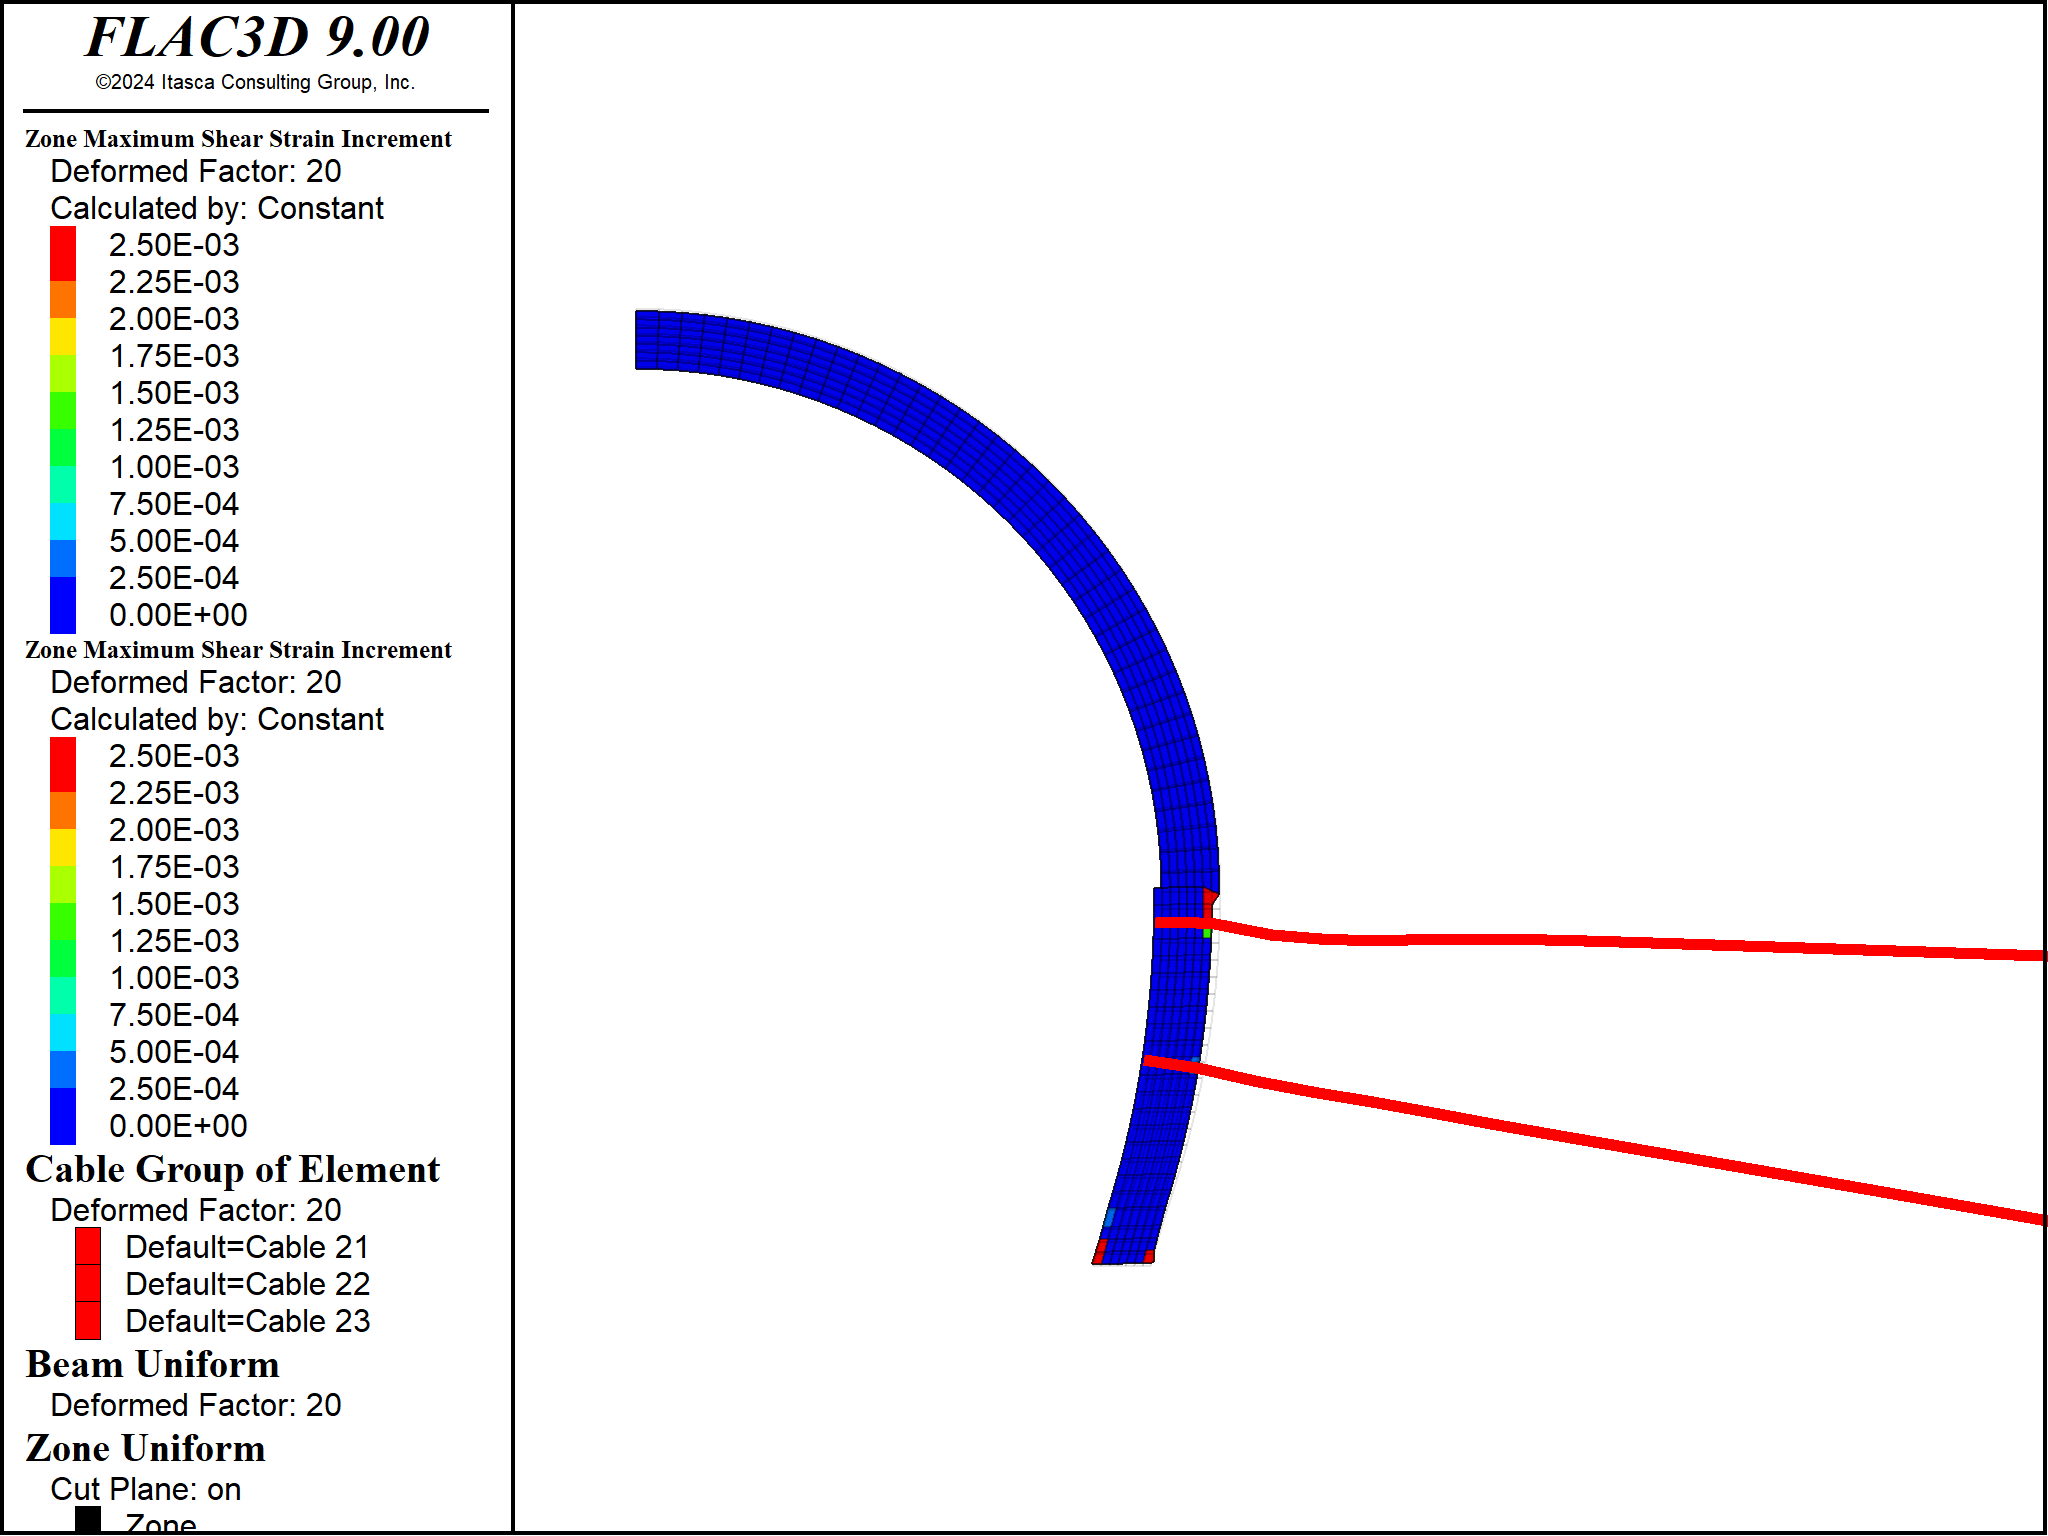 FLAC3D 9.00
©2024 Itasca Consulting Group, Inc.
Zone Maximum Shear Strain Increment
Deformed Factor: 20
Calculated by: Constant
2.50E-03
2.25E-03
2.00E-03
1.75E-03
1.50E-03
1.25E-03
1.00E-03
7.50E-04
5.00E-04
2.50E-04
0.00E+00
Zone Maximum Shear Strain Increment
Deformed Factor: 20
Calculated by: Constant
2.50E-03
2.25E-03
2.00E-03
1.75E-03
1.50E-03
1.25E-03
1.00E-03
7.50E-04
5.00E-04
2.50E-04
0.00E+00
Cable Group of Element
Deformed Factor: 20
Default=Cable 21
Default=Cable 22
Default=Cable 23
Beam Uniform
Deformed Factor: 20
Zone Uniform
Cut Plane: on
Zone